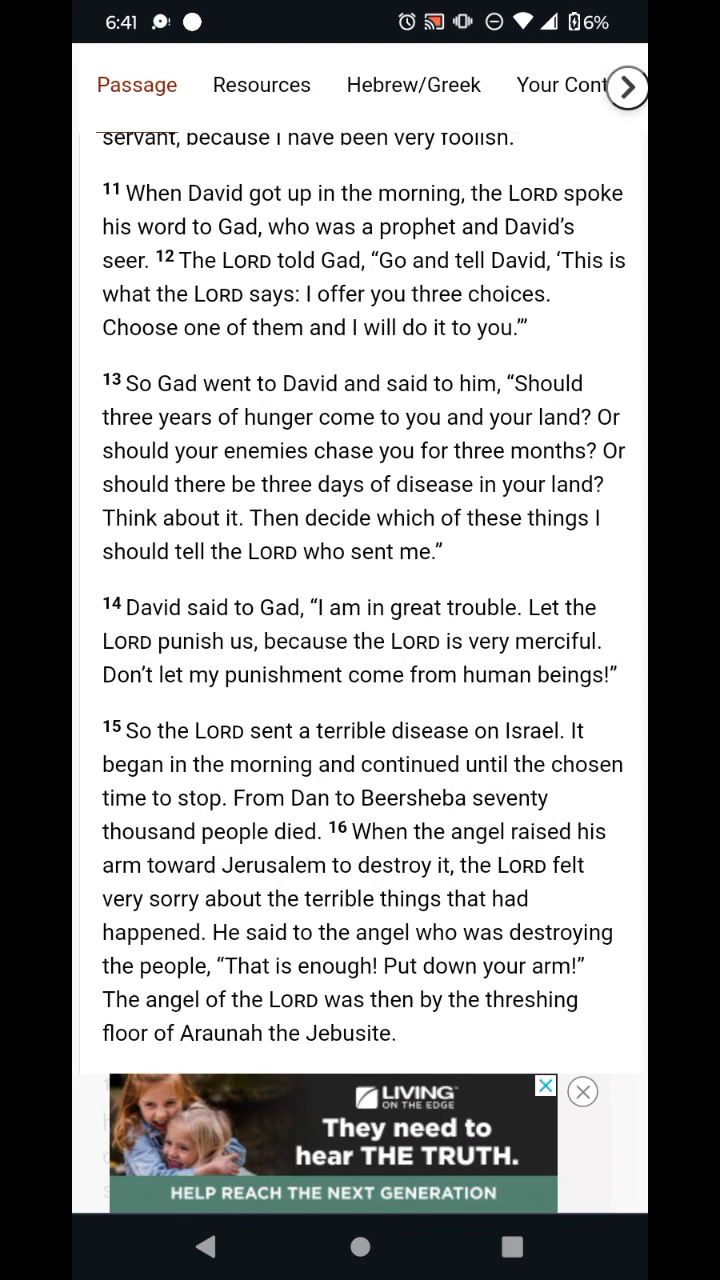 6:41
6%
Passage Resources Hebrew/Greek Your Cont
servant, because I have been very foolish.
11 When David got up in the morning, the LORD spoke
his word to Gad, who was a prophet and David’s
seer. 12 The LORD told Gad, “Go and tell David, ‘This is
what the LORD says: I offer you three choices.
Choose one of them and I will do it to you.’”
13 So Gad went to David and said to him, “Should
three years of hunger come to you and your land? Or
should your enemies chase you for three months? Or
should there be three days of disease in your land?
Think about it. Then decide which of these things I
should tell the LORD who sent me.”
14 David said to Gad, “I am in great trouble. Let the
LORD punish us, because the LORD is very merciful.
Don’t let my punishment come from human beings!”
15 So the LORD sent a terrible disease on Israel. It
began in the morning and continued until the chosen
time to stop. From Dan to Beersheba seventy
thousand people died. 16 When the angel raised his
arm toward Jerusalem to destroy it, the LORD felt
very sorry about the terrible things that had
happened. He said to the angel who was destroying
the people, “That is enough! Put down your arm!”
The angel of the LORD was then by the threshing
floor of Araunah the Jebusite.
LIVING
ON THE EDGE
They need to
hear THE TRUTH.
HELP REACH THE NEXT GENERATION